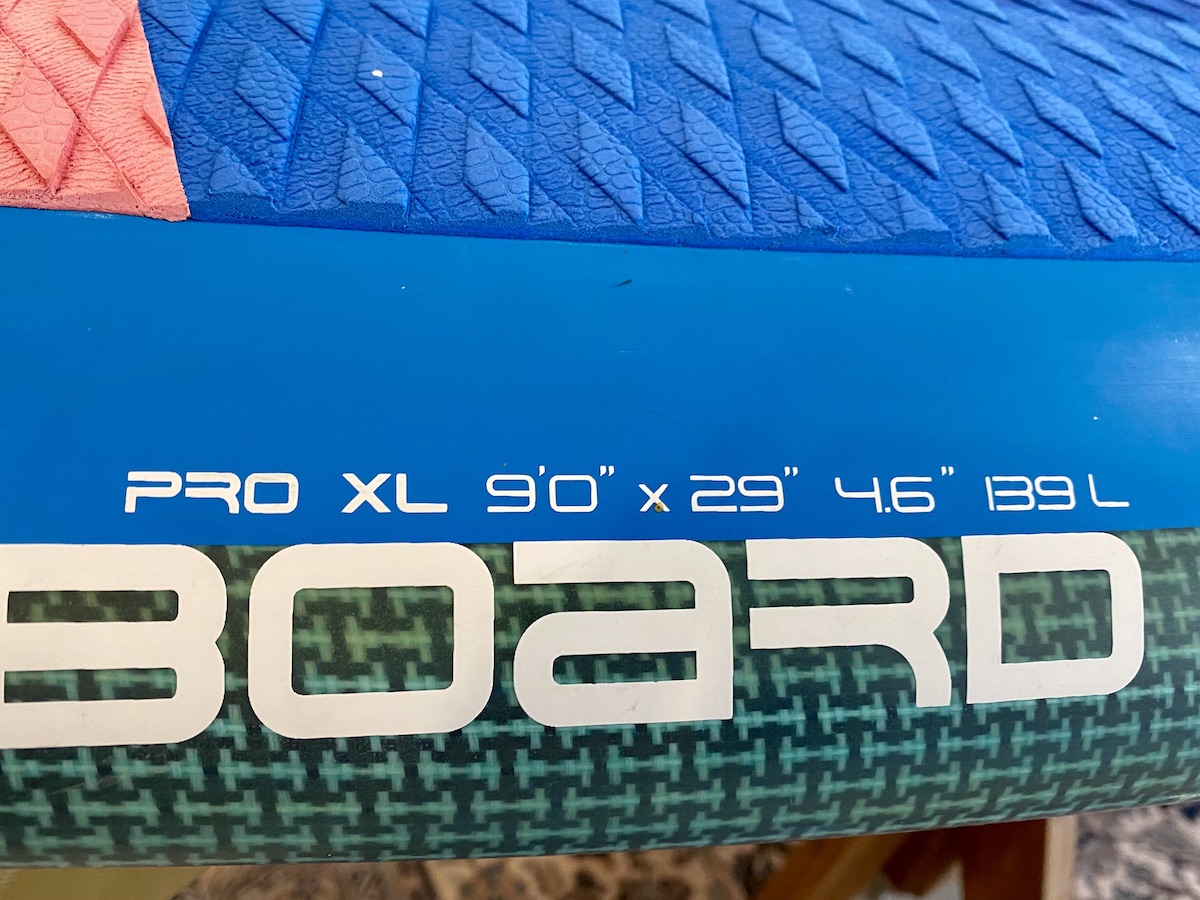 PRO XL 9'0" x 29" 4.6" 139 L
BOARD